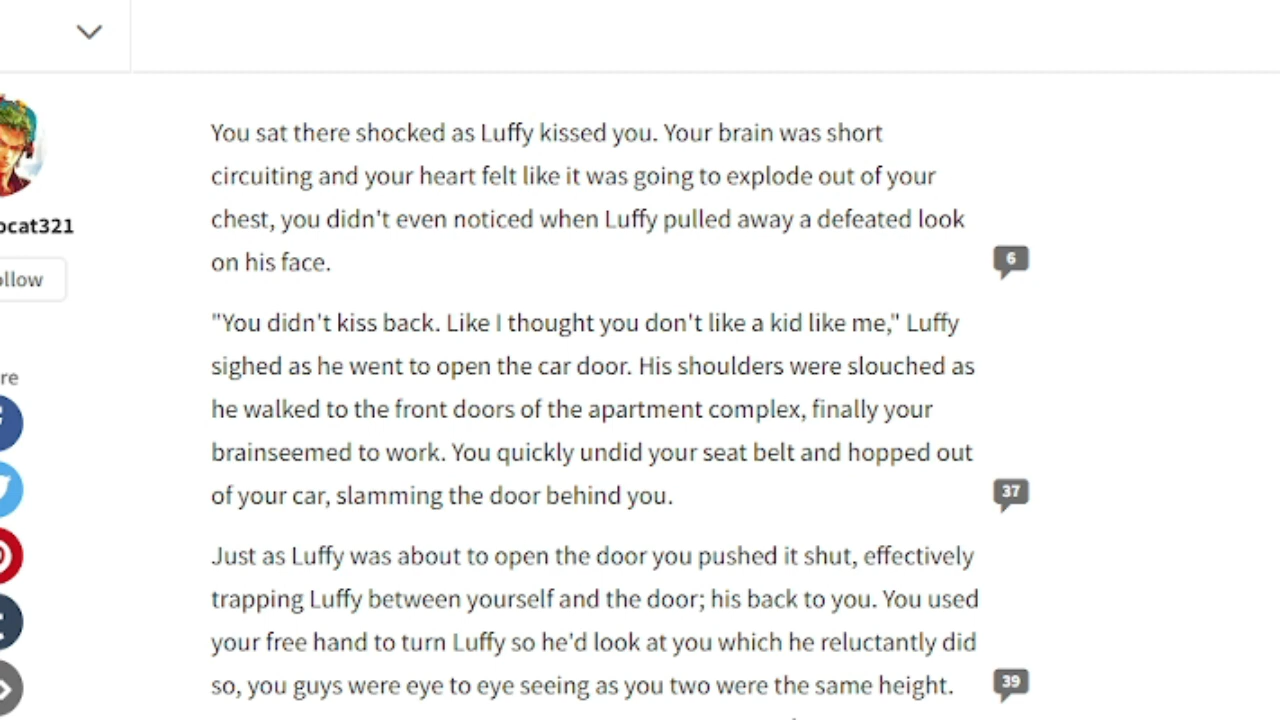 You sat there shocked as Luffy kissed you. Your brain was short
circuiting and your heart felt like it was going to explode out of your
chest, you didn't even noticed when Luffy pulled away a defeated look
on his face.
6
"You didn't kiss back. Like I thought you don't like a kid like me," Luffy
sighed as he went to open the car door. His shoulders were slouched as
he walked to the front doors of the apartment complex, finally your
brainseemed to work. You quickly undid your seat belt and hopped out
of your car, slamming the door behind you.
37
Just as Luffy was about to open the door you pushed it shut, effectively
trapping Luffy between yourself and the door; his back to you. You used
your free hand to turn Luffy so he'd look at you which he reluctantly did
so, you guys were eye to eye seeing as you two were the same height.
39
ocat321
ollow
re